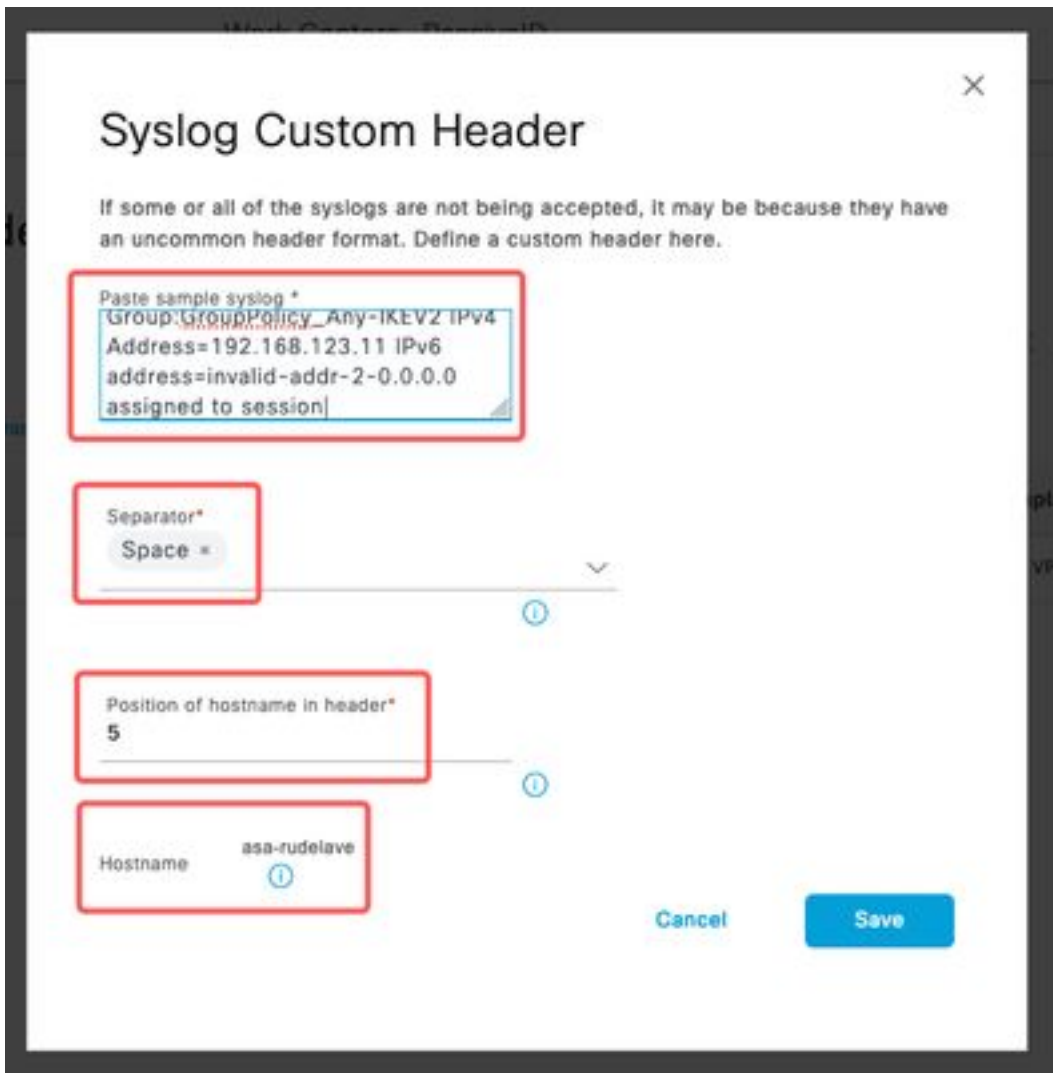 Syslog Custom Header
If some or all of the syslogs are not being accepted, it may be because they have
an uncommon header format. Define a custom header here.
Paste sample syslog *
Group:GroupPolicy_Any-IKEV2 IPv4
Address=192.168.123.11 IPv6
address=invalid-addr-2-0.0.0.0
assigned to session
Separator*
Space ×
Position of hostname in header*
5
asa-rudelave
Hostname
Cancel
Save